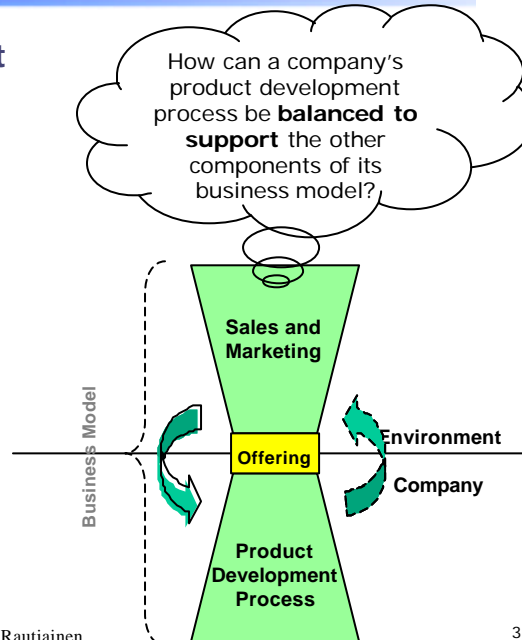 t
How can a company's
product development
process be balanced to
support the other
components of its
business model?
Sales and
Marketing
Business Model
Environment
Offering
Company
Product
Development
Process
Rautiainen
3